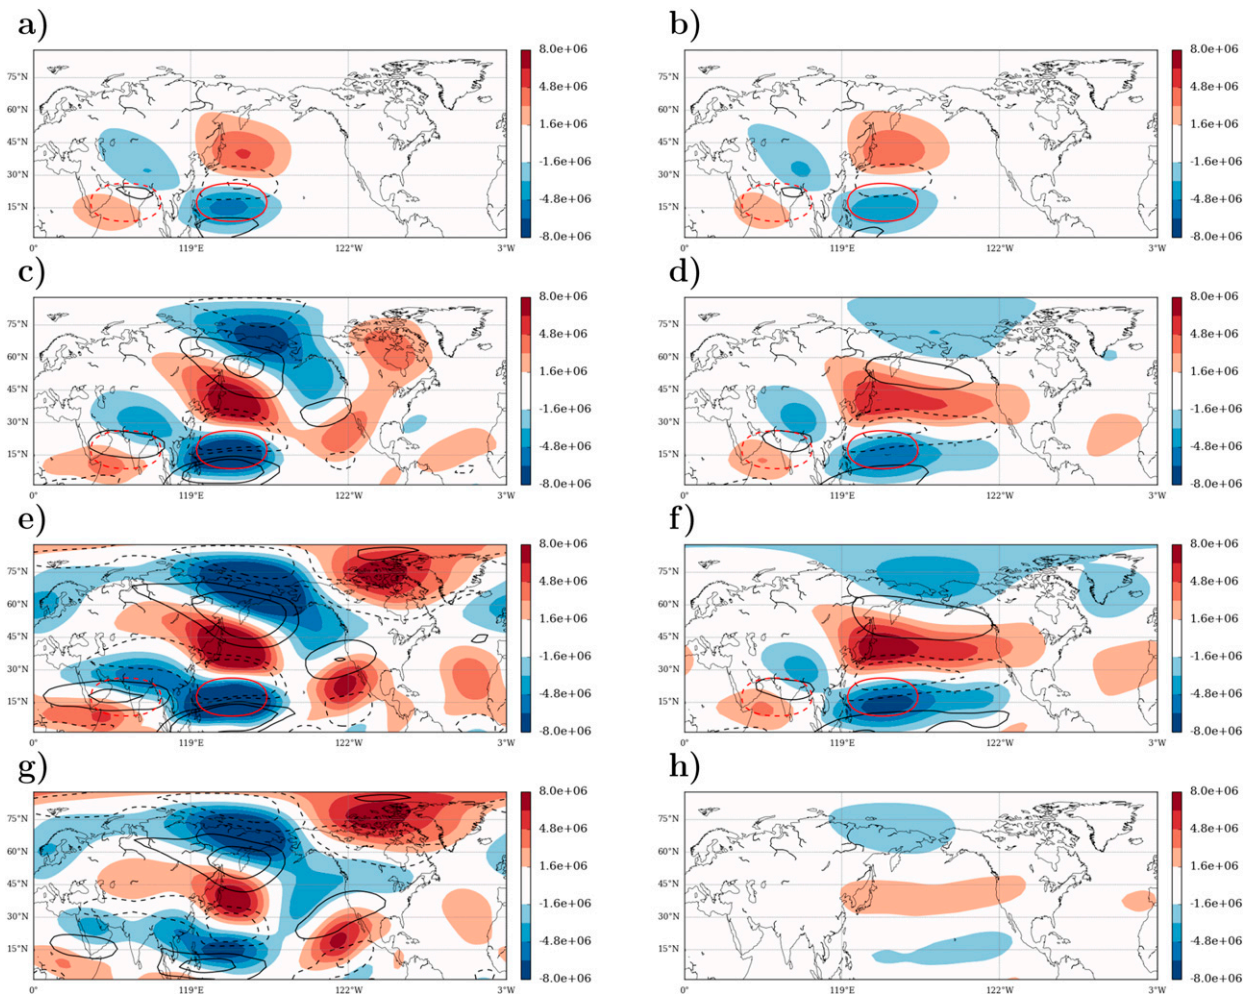 a) b)
8.0e+06 8.0e+06
75°N 75°N
4.8e+06 4.8e+06
60°N 60°N
1.6e+06 1.6e+06
45°N 45°N
-1.6e+06 -1.6e+06
30°N 30°N
-4.8e+06 -4.8e+06
15°N 15°N
-8.0e+06 -8.0e+06
0° 119°E 122°W 3°W 0° 119°E 122°W 3°W
c) d)
8.0e+06 8.0e+06
75°N 75°N
4.8e+06 4.8e+06
60°N 60°N
1.6e+06 1.6e+06
45°N 45°N
-1.6e+06 -1.6e+06
30°N 30°N
-4.8e+06 -4.8e+06
15°N 15°N
-8.0e+06 -8.0e+06
0° 119°E 122°W 3°W 0° 119°E 122°W 3°W
e) f)
8.0e+06 8.0e+06
75°N 75°N
4.8e+06 4.8e+06
60°N 60°N
1.6e+06 1.6e+06
45°N 45°N
-1.6e+06 -1.6e+06
30°N 30°N
-4.8e+06 -4.8e+06
15°N 15°N
-8.0e+06 -8.0e+06
0° 119°E 122°W 3°W 0° 119°E 122°W 3°W
g) h)
8.0e+06 8.0e+06
75°N 75°N
4.8e+06 4.8e+06
60°N 60°N
1.6e+06 1.6e+06
45°N 45°N
-1.6e+06 -1.6e+06
30°N 30°N
-4.8e+06 -4.8e+06
15°N 15°N
-8.0e+06 -8.0e+06
0° 119°E 122°W 3°W 0° 119°E 122°W 3°W